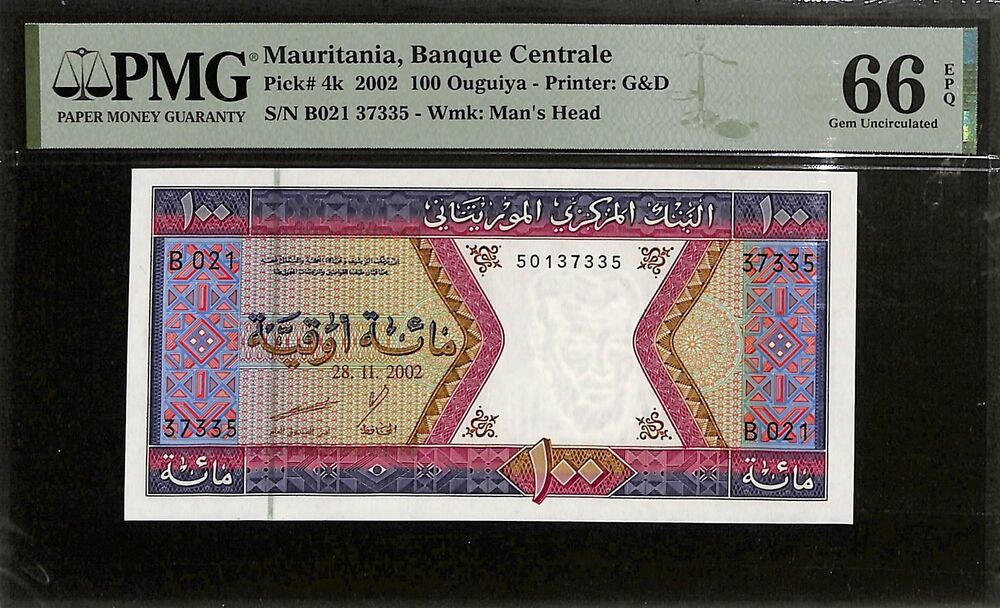 PMG®
PAPER MONEY GUARANTY
Mauritania, Banque Centrale
Pick# 4k 2002 100 Ouguiya - Printer: G&D
S/N B021 37335 - Wmk: Man's Head
66
EPQ
Gem Uncirculated
١٠٠
البنك المركزي الموريتاني
١٠٠
B 021
50137335
37335
مائة أوقية
28. 11. 2002
المحافظ
37335
B 021
مائة
١٠٠
مائة